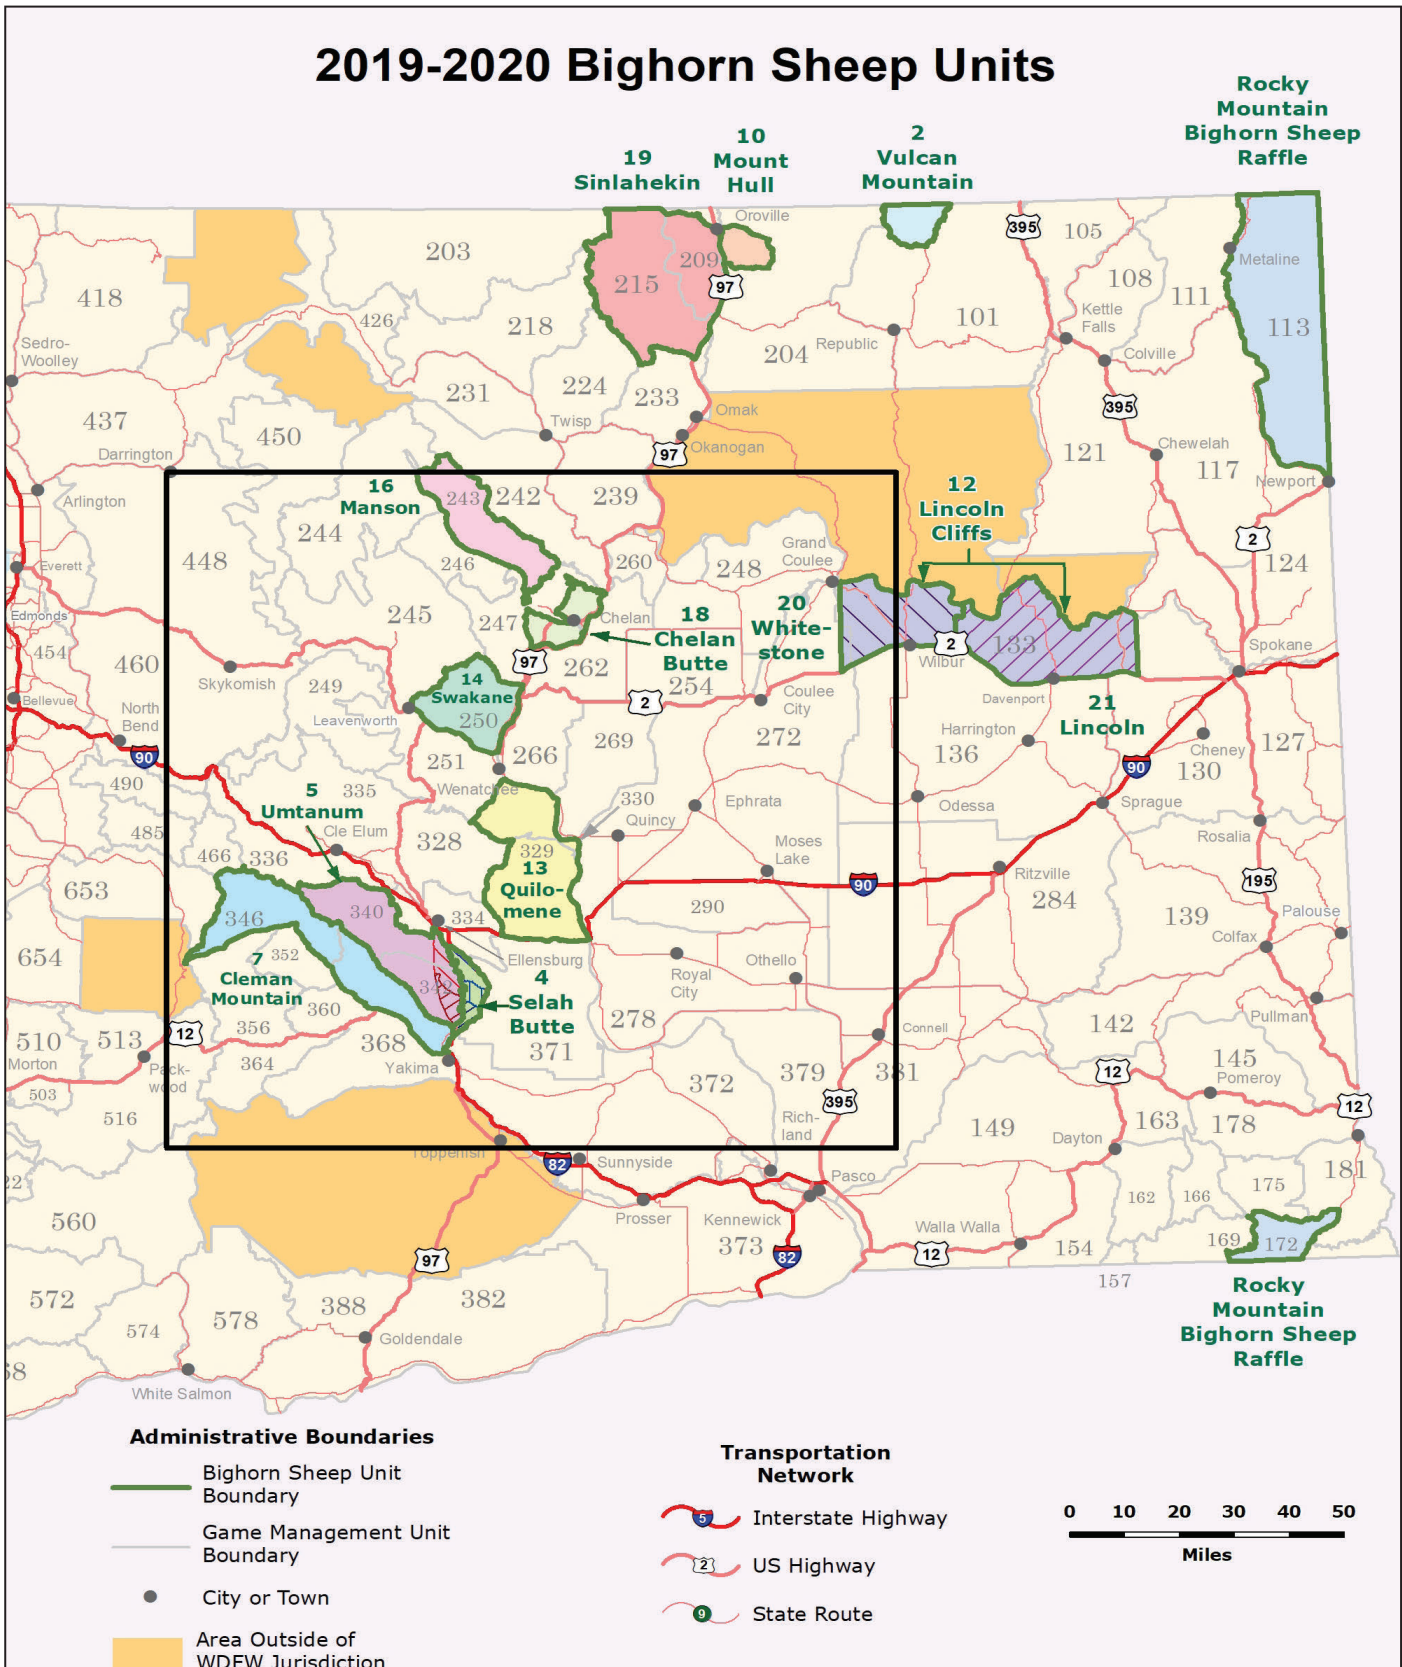 2019-2020 Bighorn Sheep Units
Rocky
Mountain
Bighorn Sheep
Raffle
10
Mount
Hull
2
Vulcan
Mountain
19
Sinlahekin
Oroville
395
105
203
209
215
97
Metaline
108
111
418
426
218
101
Kettle
Falls
113
Sedro-
Woolley
204
Republic
Colville
231
224
233
395
437
450
Twisp
Omak
Okanogan
97
121
Chewelah
117
Darrington
Newport
Arlington
16
Manson
243
242
239
12
Lincoln
Cliffs
244
2
448
246
260
248
Grand
Coulee
124
Everett
Edmonds
245
247
Chelan
18
Chelan
Butte
20
White-
stone
133
2
Wilbur
Spokane
454
460
Skykomish
97
262
254
249
14
Swakane
250
2
Coulee
City
Davenport
21
Lincoln
Bellevue
North
Bend
Leavenworth
90
251
266
269
272
Harrington
136
Cheney
130
127
90
490
5
Umtanum
335
Wenatchee
330
Quincy
Ephrata
Odessa
Sprague
485
Cle Elum
328
329
Moses
Lake
Rosalia
466
336
13
Quilo-
mene
90
Ritzville
284
195
653
346
340
334
290
139
Palouse
654
352
Ellensburg
Colfax
7
Cleman
Mountain
342
4
Selah
Butte
Royal
City
Othello
360
278
Pullman
510
513
12
356
368
371
Connell
142
Morton
Pack-
wood
364
Yakima
372
379
381
12
145
Pomeroy
503
395
12
516
Rich-
land
149
Dayton
163
178
Toppenish
82
Sunnyside
Pasco
22
162
166
175
181
560
Prosser
Kennewick
373
Walla Walla
154
169
172
97
82
12
157
572
574
578
388
382
Rocky
Mountain
Bighorn Sheep
Raffle
Goldendale
68
White Salmon
Administrative Boundaries
Bighorn Sheep Unit
Boundary
Game Management Unit
Boundary
City or Town
Area Outside of
WDFW Jurisdiction
Transportation
Network
5
Interstate Highway
2
US Highway
9
State Route
0 10 20 30 40 50
Miles